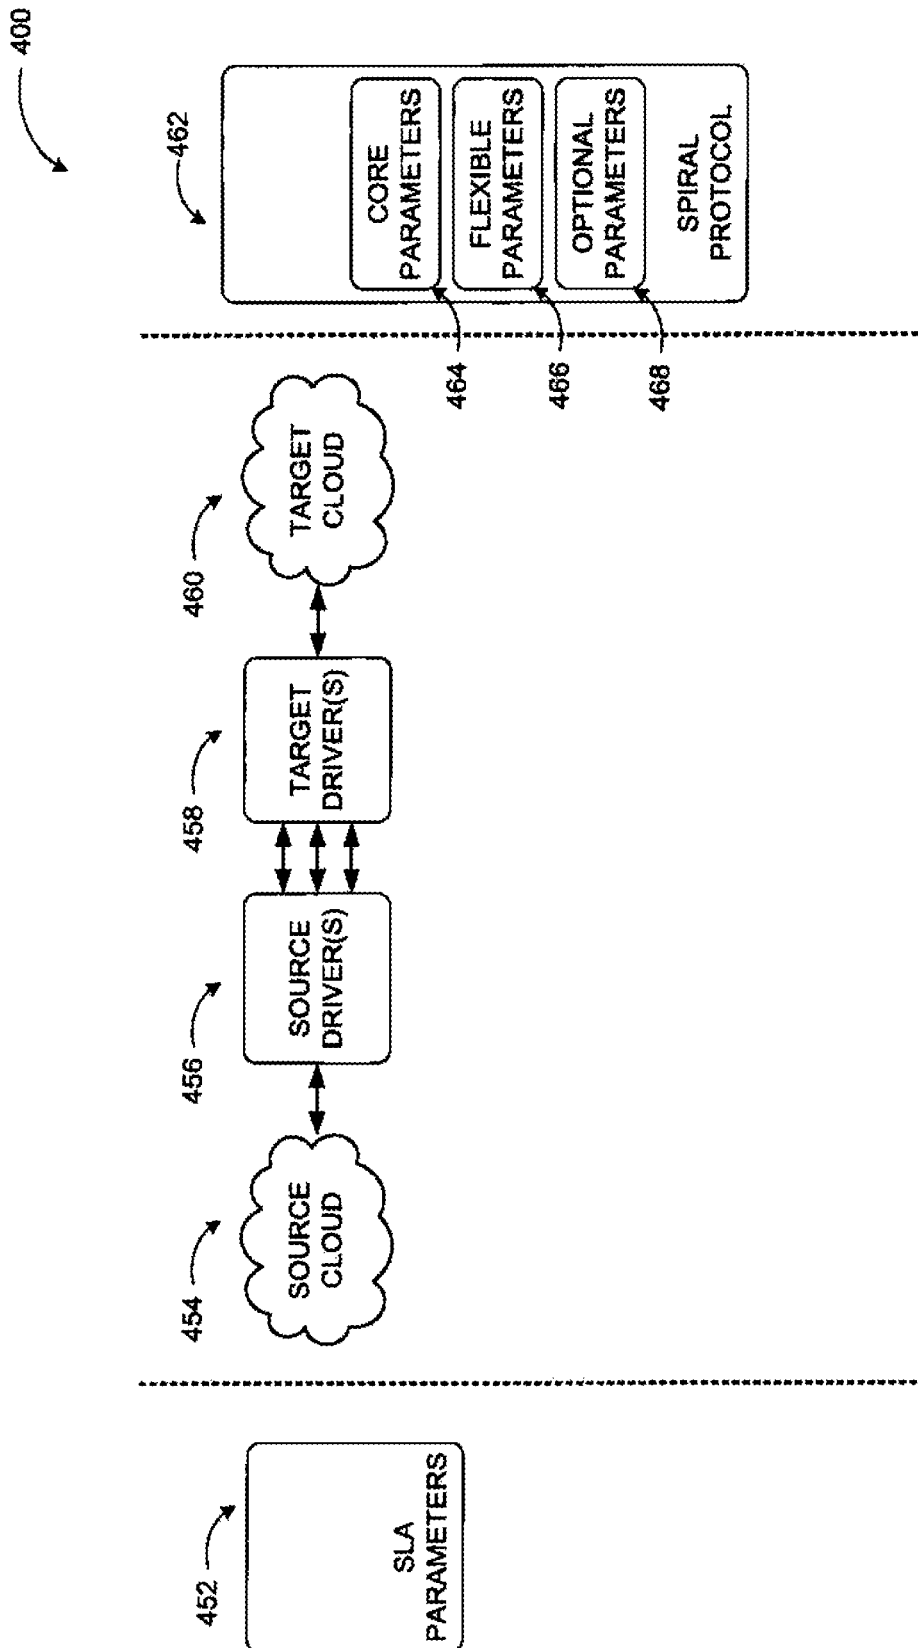 400
452
SLA
PARAMETERS
454
SOURCE
CLOUD
456
SOURCE
DRIVER(S)
458
TARGET
DRIVER(S)
460
TARGET
CLOUD
462
CORE
PARAMETERS
FLEXIBLE
PARAMETERS
OPTIONAL
PARAMETERS
SPIRAL
PROTOCOL
464
466
468